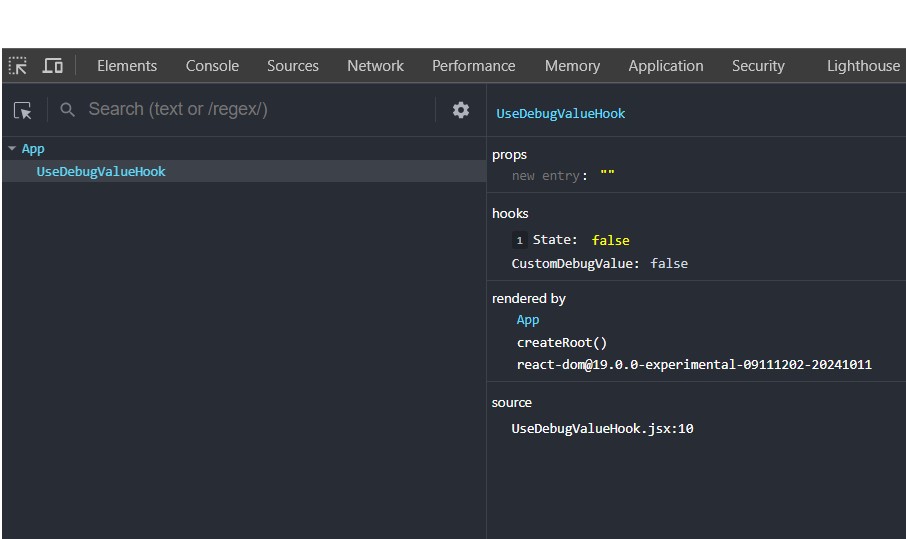 Elements Console Sources Network Performance Memory Application Security Lighthouse
Search (text or /regex/)
App
UseDebugValueHook
UseDebugValueHook
props
new entry: ""
hooks
1 State: false
CustomDebugValue: false
rendered by
App
createRoot()
react-dom@19.0.0-experimental-09111202-20241011
source
UseDebugValueHook.jsx:10